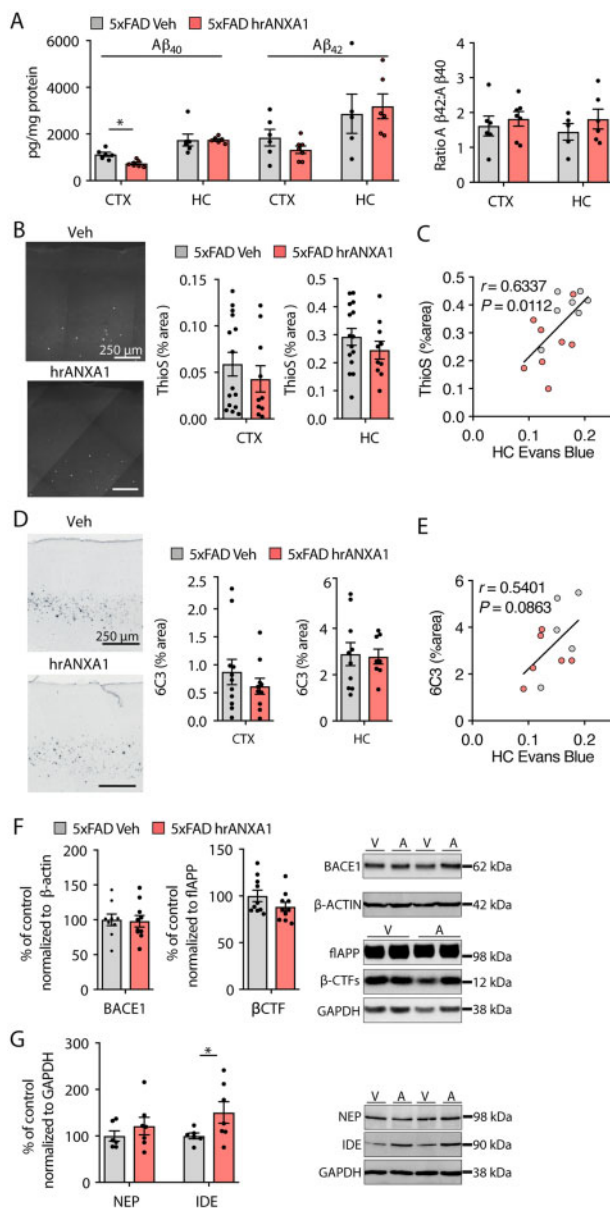 A
5xFAD Veh 5xFAD hrANXA1
Aβ40 Aβ42
pg/mg protein
6000
4000
2000
0
*
CTX HC CTX HC
Ratio A β42:A β40
4
3
2
1
0
CTX HC
B
Veh
250 µm
hrANXA1
5xFAD Veh 5xFAD hrANXA1
ThioS (% area)
0.15
0.10
0.05
0.00
CTX
ThioS (% area)
0.5
0.4
0.3
0.2
0.1
0.0
HC
C
r = 0.6337
P = 0.0112
ThioS (%area)
0.5
0.4
0.3
0.2
0.1
0.0
0.0 0.1 0.2
HC Evans Blue
D
Veh
250 µm
hrANXA1
5xFAD Veh 5xFAD hrANXA1
6C3 (% area)
2.5
2.0
1.5
1.0
0.5
0.0
CTX
6C3 (% area)
6
4
2
0
HC
E
r = 0.5401
P = 0.0863
6C3 (%area)
6
4
2
0
0.0 0.1 0.2
HC Evans Blue
F
5xFAD Veh 5xFAD hrANXA1
% of control
normalized to β-actin
200
150
100
50
0
BACE1
% of control
normalized to flAPP
150
100
50
0
βCTF
V A V A
BACE1 62 kDa
β-ACTIN 42 kDa
V A
flAPP 98 kDa
β-CTFs 12 kDa
GAPDH 38 kDa
G
% of control
normalized to GAPDH
300
200
100
0
*
NEP IDE
V A V A
NEP 98 kDa
IDE 90 kDa
GAPDH 38 kDa